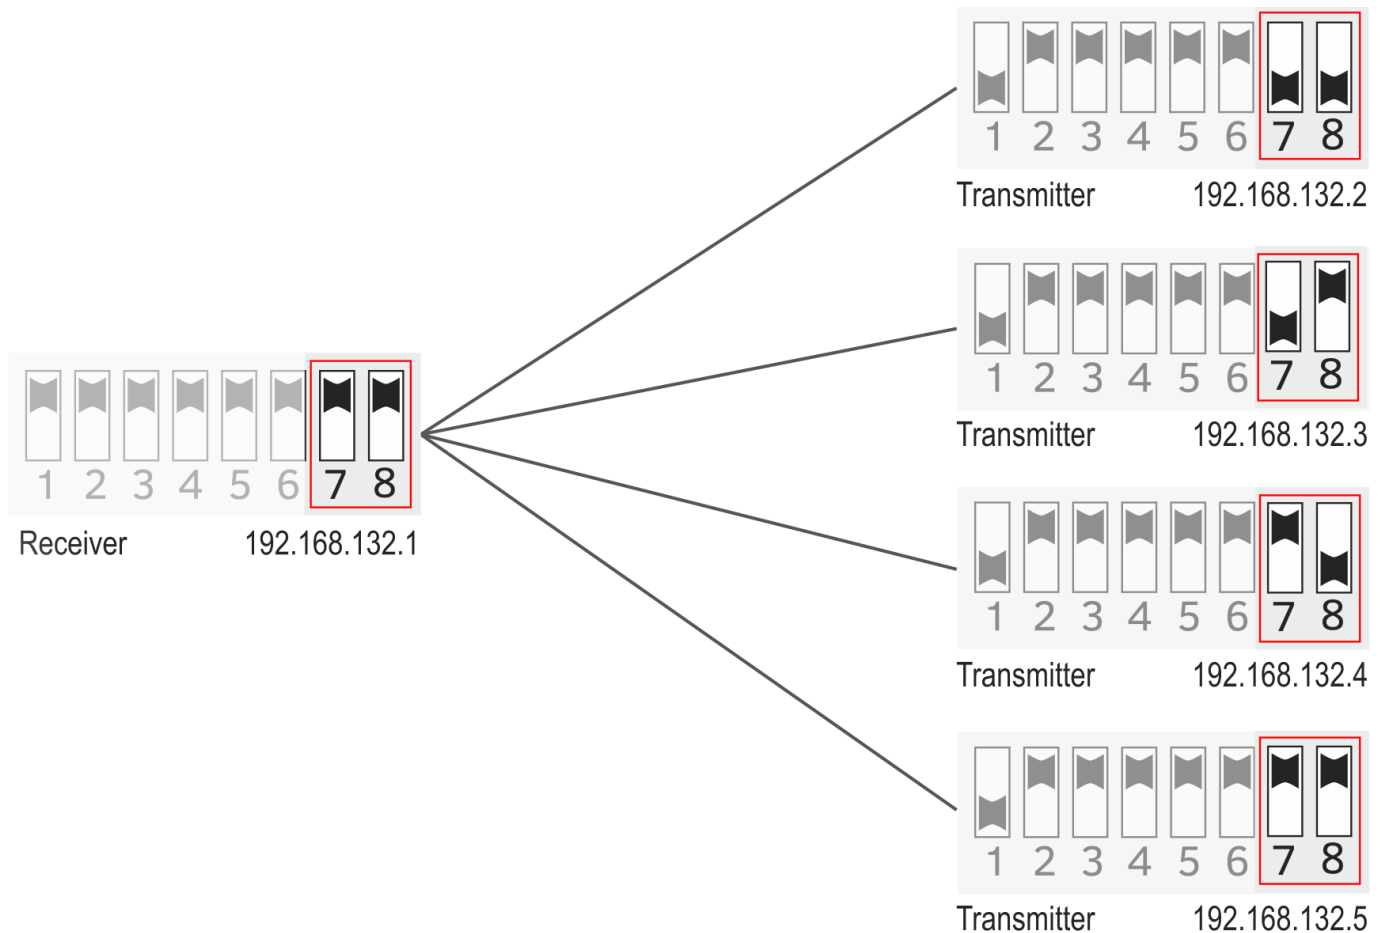 1 2 3 4 5 6 7 8
Transmitter 192.168.132.2
1 2 3 4 5 6 7 8
Transmitter 192.168.132.3
1 2 3 4 5 6 7 8
Receiver 192.168.132.1
1 2 3 4 5 6 7 8
Transmitter 192.168.132.4
1 2 3 4 5 6 7 8
Transmitter 192.168.132.5